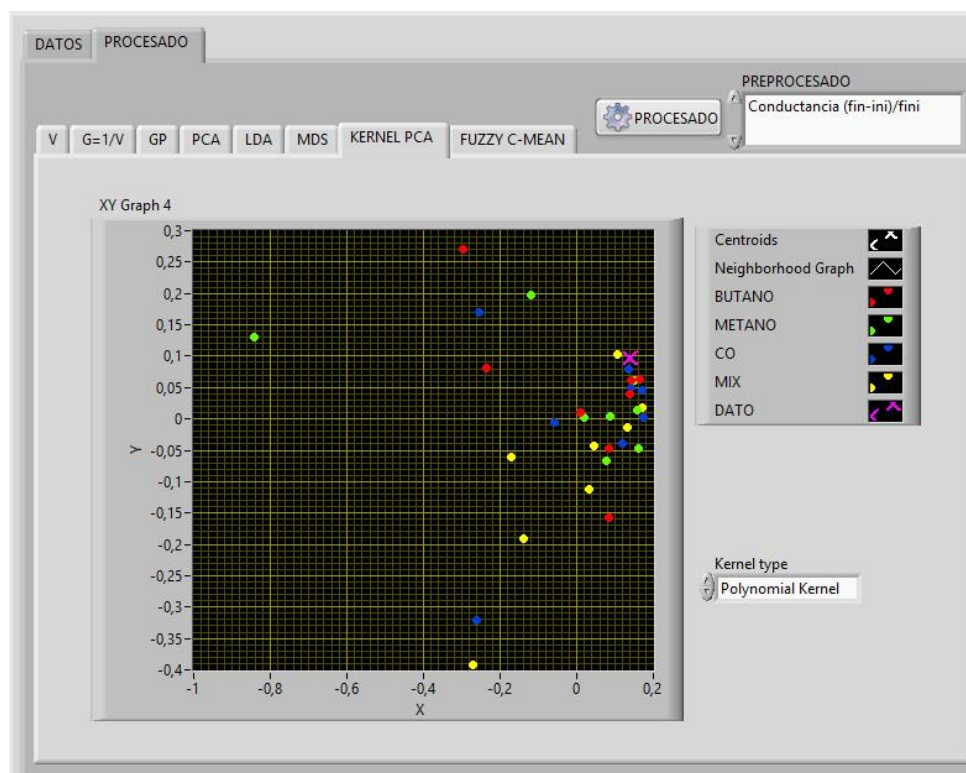 DATOS PROCESADO
PREPROCESADO
PROCESADO
Conductancia (fin-ini)/fini
V G=1/V GP PCA LDA MDS KERNEL PCA FUZZY C-MEAN
XY Graph 4
0,3
0,25
0,2
0,15
0,1
0,05
0
-0,05
-0,1
-0,15
-0,2
-0,25
-0,3
-0,35
-0,4
Y
-1 -0,8 -0,6 -0,4 -0,2 0 0,2
X
Centroids
Neighborhood Graph
BUTANO
METANO
CO
MIX
DATO
Kernel type
Polynomial Kernel